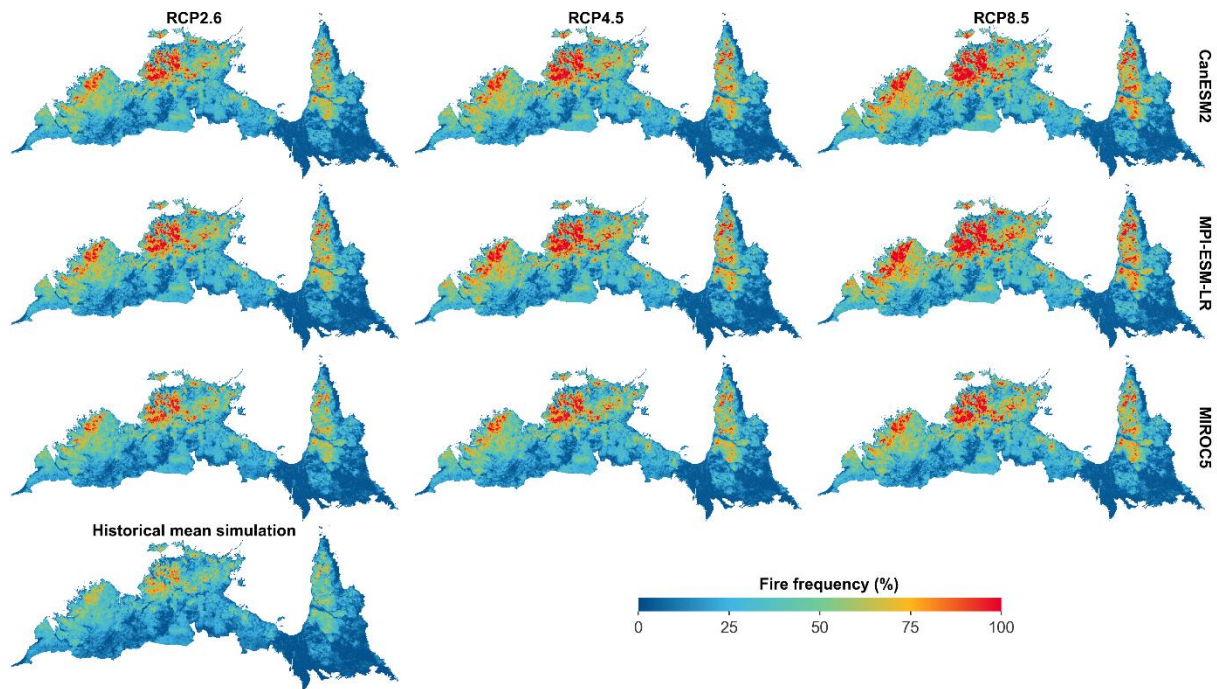 RCP2.6
RCP4.5
RCP8.5
CanESM2
MPI-ESM-LR
MIROC5
Historical mean simulation
Fire frequency (%)
0 25 50 75 100